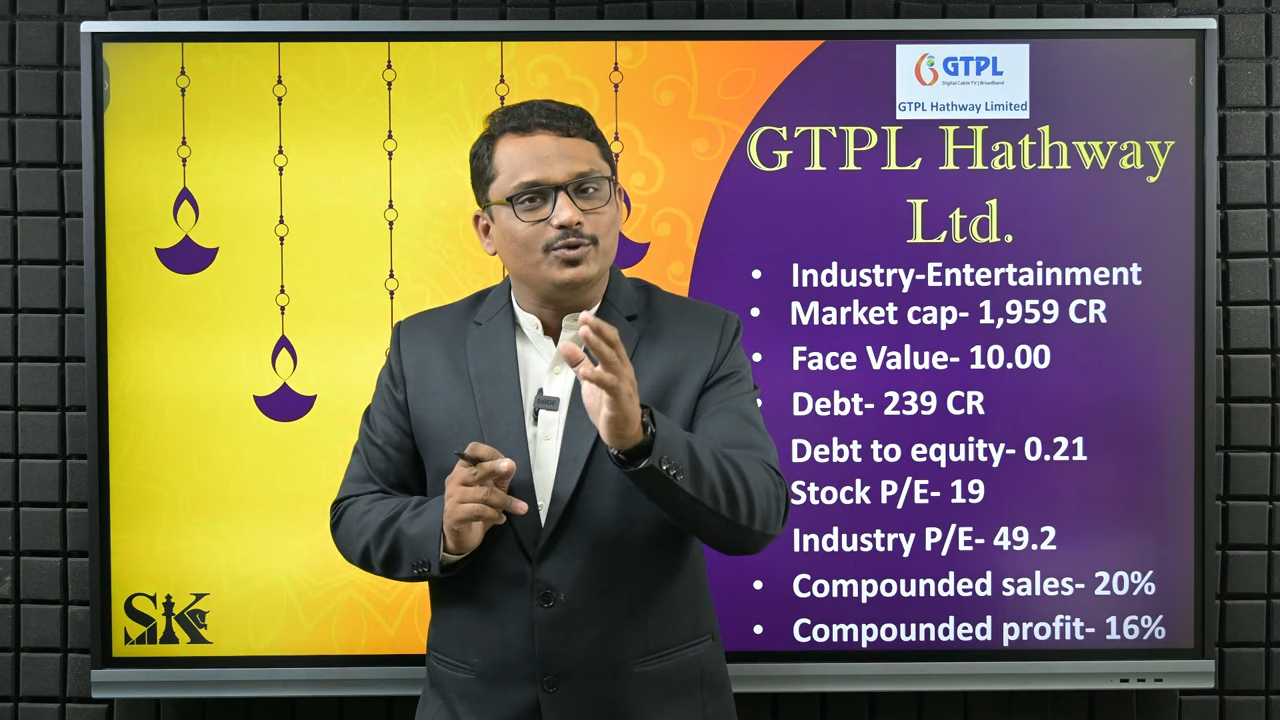 GTPL
Digital Cable TV | Broadband
GTPL Hathway Limited
GTPL Hathway
Ltd.
• Industry-Entertainment
• Market cap- 1,959 CR
• Face Value- 10.00
• Debt- 239 CR
Debt to equity- 0.21
Stock P/E- 19
Industry P/E- 49.2
• Compounded sales- 20%
• Compounded profit- 16%
RODE
SK